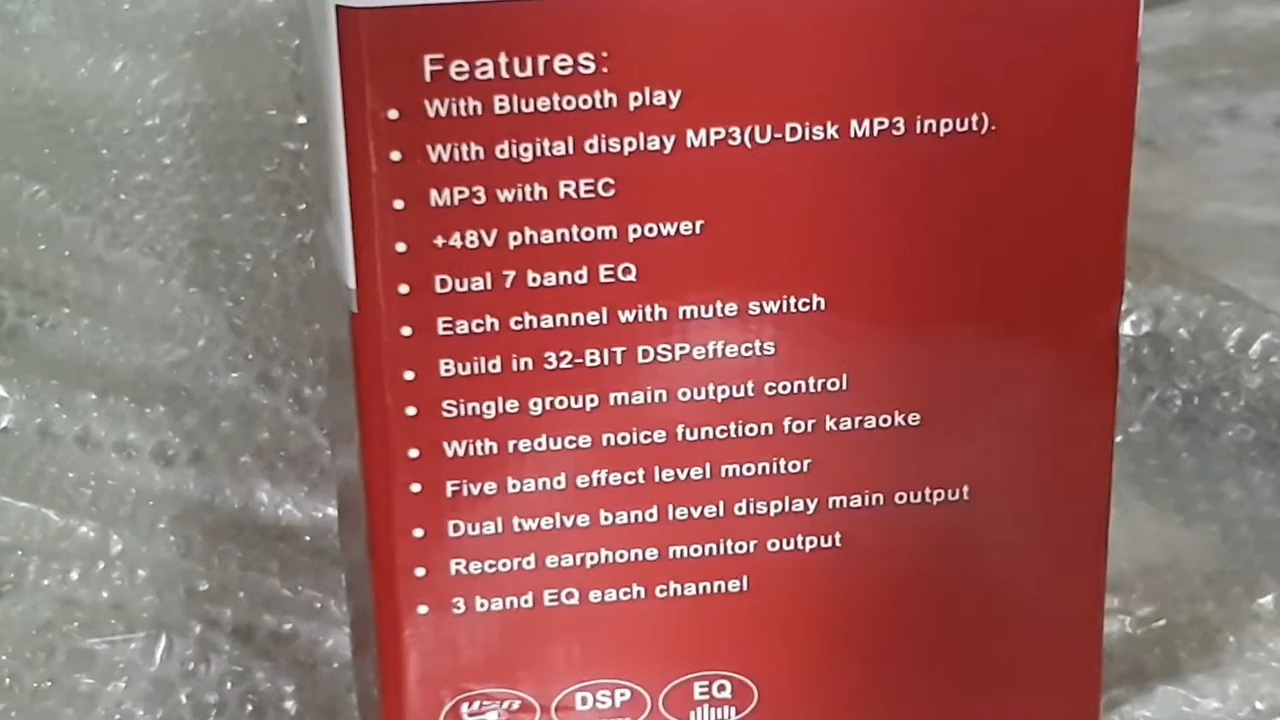 Features:
With Bluetooth play
With digital display MP3(U-Disk MP3 input).
MP3 with REC
+48V phantom power
Dual 7 band EQ
Each channel with mute switch
Build in 32-BIT DSPeffects
Single group main output control
With reduce noice function for karaoke
Five band effect level monitor
Dual twelve band level display main output
Record earphone monitor output
3 band EQ each channel
USB DSP EQ